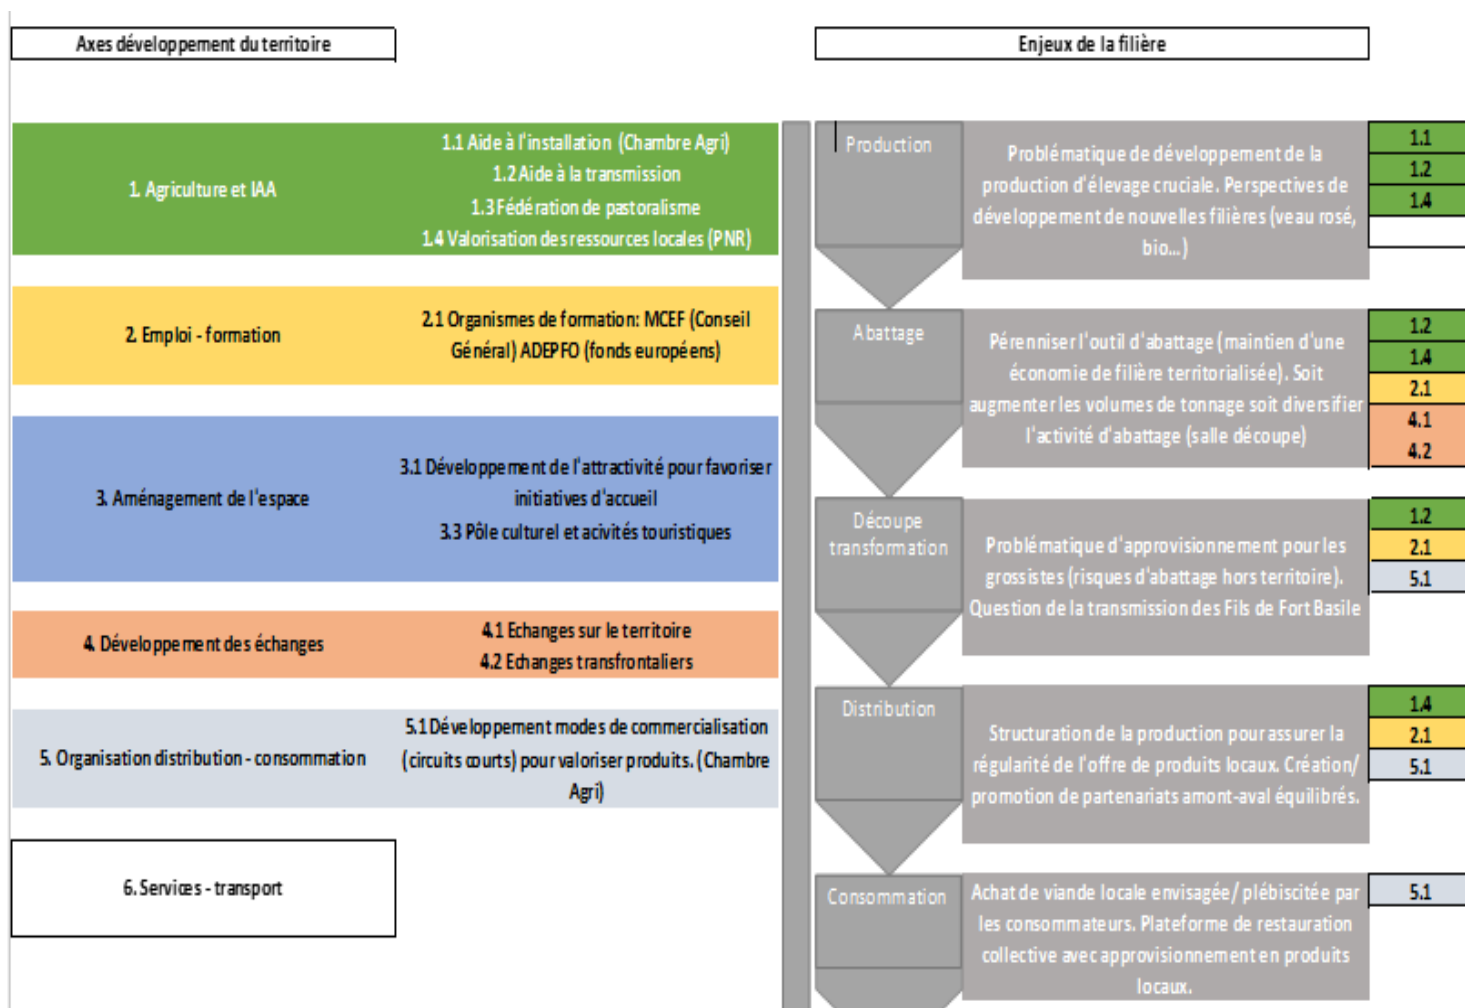 Axes développement du territoire
Enjeux de la filière
1. Agriculture et IAA
1.1 Aide à l'installation (Chambre Agri)
1.2 Aide à la transmission
1.3 Fédération de pastoralisme
1.4 Valorisation des ressources locales (PNR)
2. Emploi - formation
2.1 Organismes de formation: MCEF (Conseil
Général) ADEPFO (fonds européens)
3. Aménagement de l'espace
3.1 Développement de l'attractivité pour favoriser
initiatives d'accueil
3.3 Pôle culturel et acivités touristiques
4. Développement des échanges
4.1 Echanges sur le territoire
4.2 Echanges transfrontaliers
5. Organisation distribution - consommation
5.1 Développement modes de commercialisation
(circuits courts) pour valoriser produits. (Chambre
Agri)
6. Services - transport
Production
Problématique de développement de la
production d'élevage cruciale. Perspectives de
développement de nouvelles filières (veau rosé,
bio...)
1.1
1.2
1.4
Abattage
Pérenniser l'outil d'abattage (maintien d'une
économie de filière territorialisée). Soit
augmenter les volumes de tonnage soit diversifier
l'activité d'abattage (salle découpe)
1.2
1.4
2.1
4.1
4.2
Découpe
transformation
Problématique d'approvisionnement pour les
grossistes (risques d'abattage hors territoire).
Question de la transmission des Fils de Fort Basile
1.2
2.1
5.1
Distribution
Structuration de la production pour assurer la
régularité de l'offre de produits locaux. Création/
promotion de partenariats amont-aval équilibrés.
1.4
2.1
5.1
Consommation
Achat de viande locale envisagée/ plébiscitée par
les consommateurs. Plateforme de restauration
collective avec approvisionnement en produits
locaux.
5.1